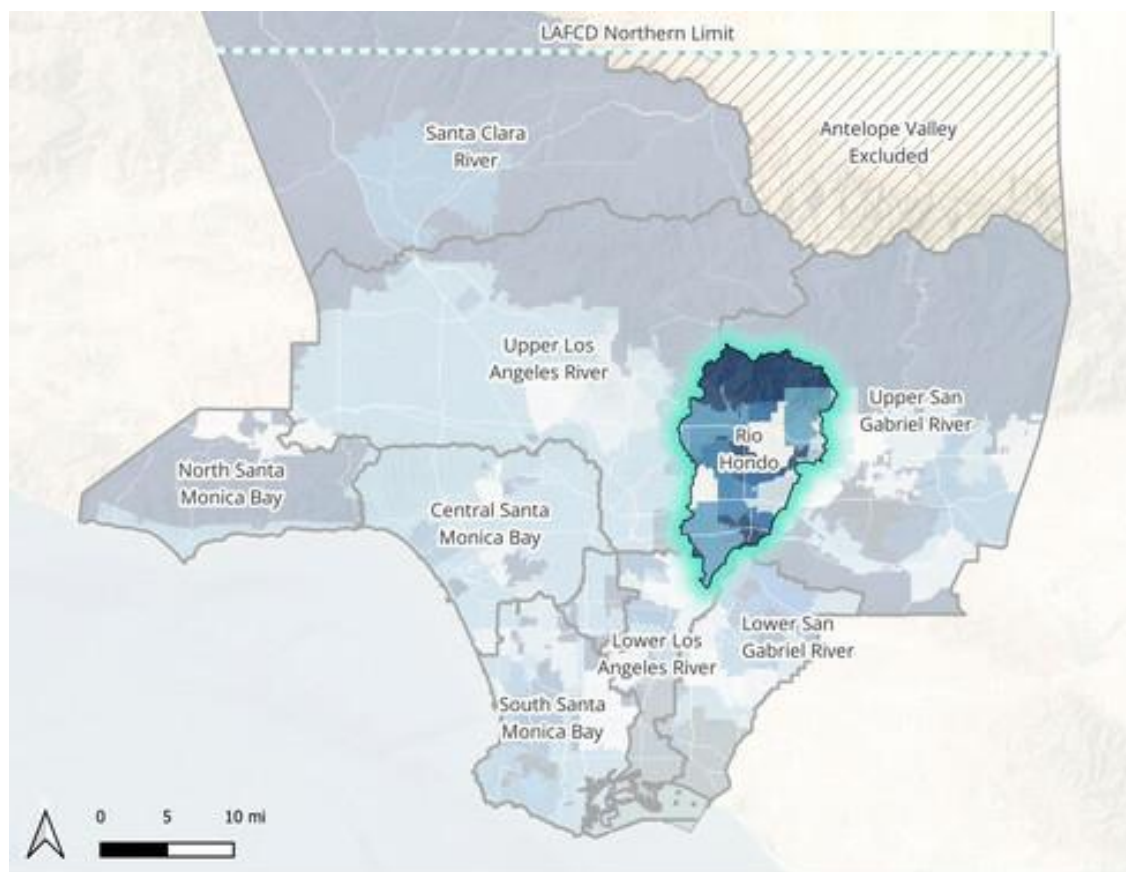 LAFCD Northern Limit
Santa Clara
River
Antelope Valley
Excluded
Upper Los
Angeles River
Upper San
Gabriel River
Rio
Hondo
North Santa
Monica Bay
Central Santa
Monica Bay
Lower San
Gabriel River
Lower Los
Angeles River
South Santa
Monica Bay
0 5 10 mi